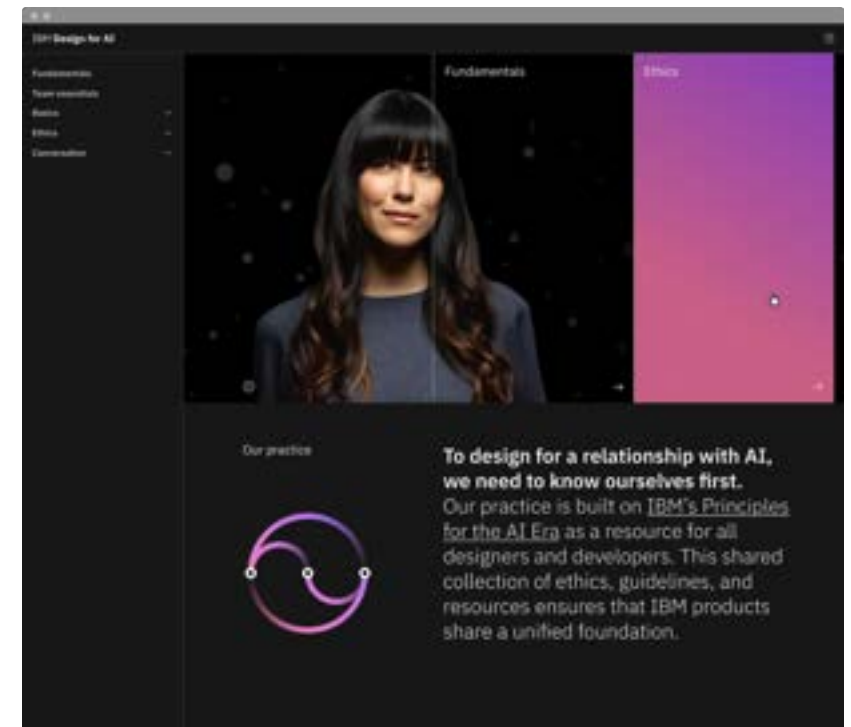 IBM Design for AI
Fundamentals
Team essentials
Basics
Ethics
Conversation
Fundamentals
Ethics
Our practice
To design for a relationship with AI,
we need to know ourselves first.
Our practice is built on IBM's Principles
for the AI Era as a resource for all
designers and developers. This shared
collection of ethics, guidelines, and
resources ensures that IBM products
share a unified foundation.